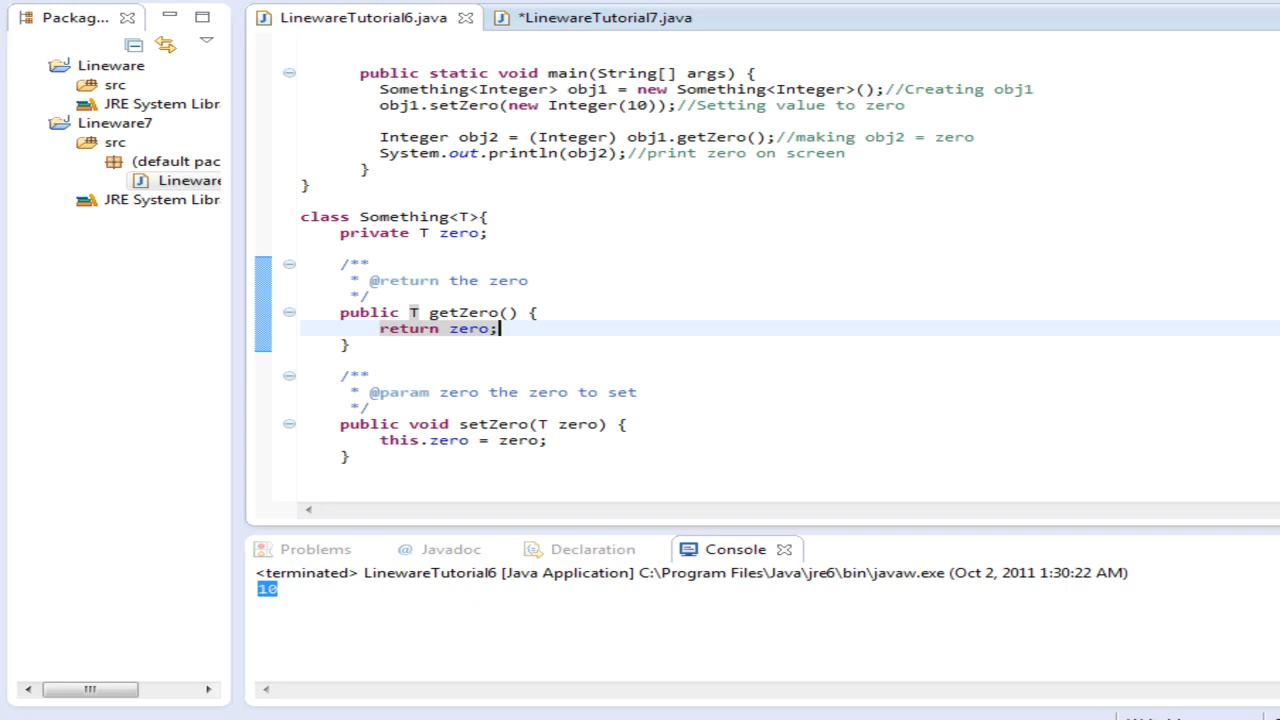 Packag...
Lineware
src
JRE System Libr
Lineware7
src
(default pac
Lineware
JRE System Libr
LinewareTutorial6.java
*LinewareTutorial7.java
public static void main(String[] args) {
Something<Integer> obj1 = new Something<Integer>();//Creating obj1
obj1.setZero(new Integer(10));//Setting value to zero
Integer obj2 = (Integer) obj1.getZero();//making obj2 = zero
System.out.println(obj2);//print zero on screen
}
}
class Something<T>{
private T zero;
/**
* @return the zero
*/
public T getZero() {
return zero;
}
/**
* @param zero the zero to set
*/
public void setZero(T zero) {
this.zero = zero;
}
Problems
@ Javadoc
Declaration
Console
<terminated> LinewareTutorial6 [Java Application] C:\Program Files\Java\jre6\bin\javaw.exe (Oct 2, 2011 1:30:22 AM)
10